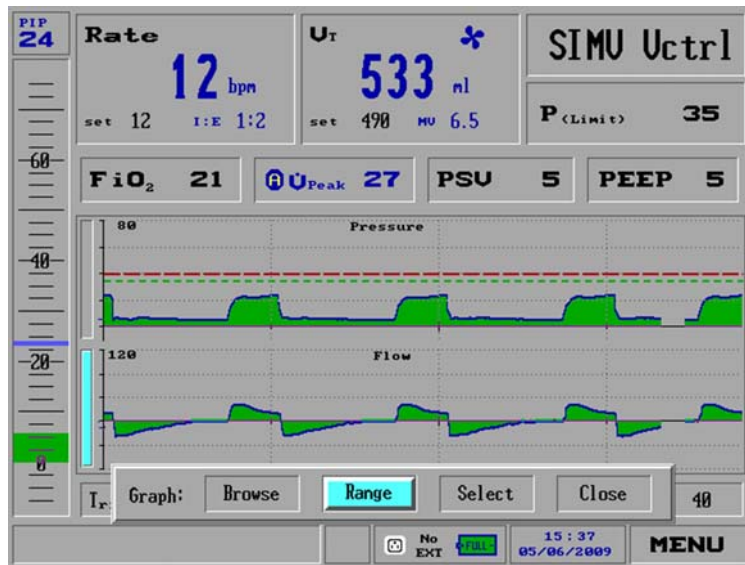 PIP
24
60
40
20
0
Rate
12 bpm
set 12 I:E 1:2
VT
533 ml
set 490 MV 6.5
SIMV Vctrl
P(Limit) 35
FiO2 21
A V̇Peak 27
PSV 5
PEEP 5
80 Pressure
120 Flow
Graph: Browse Range Select Close
40
No
EXT
FULL
15:37
05/06/2009
MENU